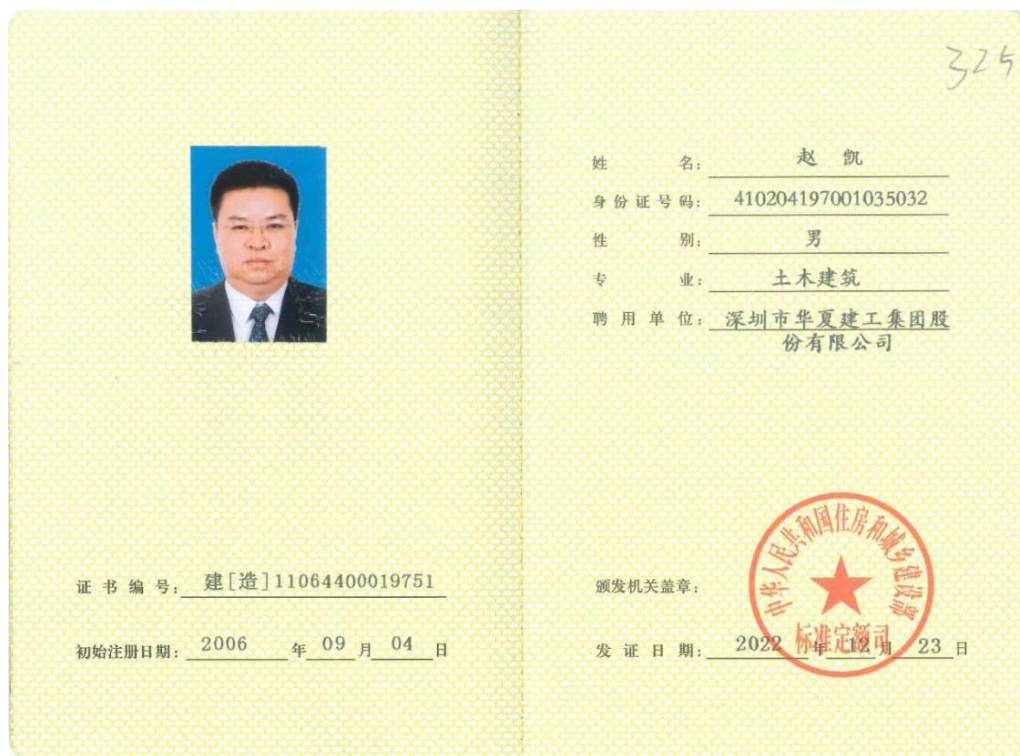 325
姓 名: 赵 凯
身份证号码: 410204197001035032
性 别: 男
专 业: 土木建筑
聘用单位: 深圳市华夏建工集团股
份有限公司
证书编号: 建[造]11064400019751
初始注册日期: 2006 年 09 月 04 日
颁发机关盖章:
中华人民共和国住房和城乡建设部
标准定额司
发证日期: 2022 年 12 月 23 日